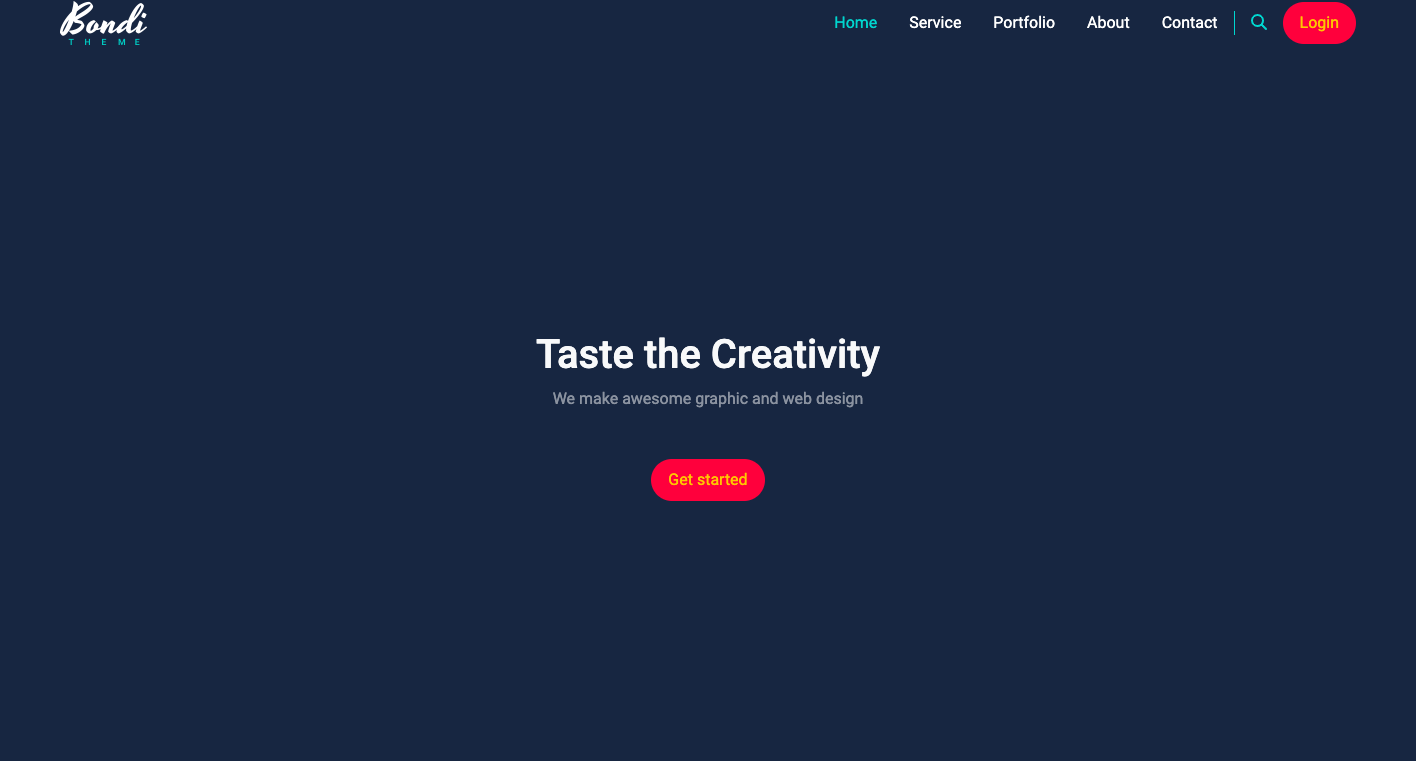 Bondi
THEME
Home Service Portfolio About Contact Login
Taste the Creativity
We make awesome graphic and web design
Get started